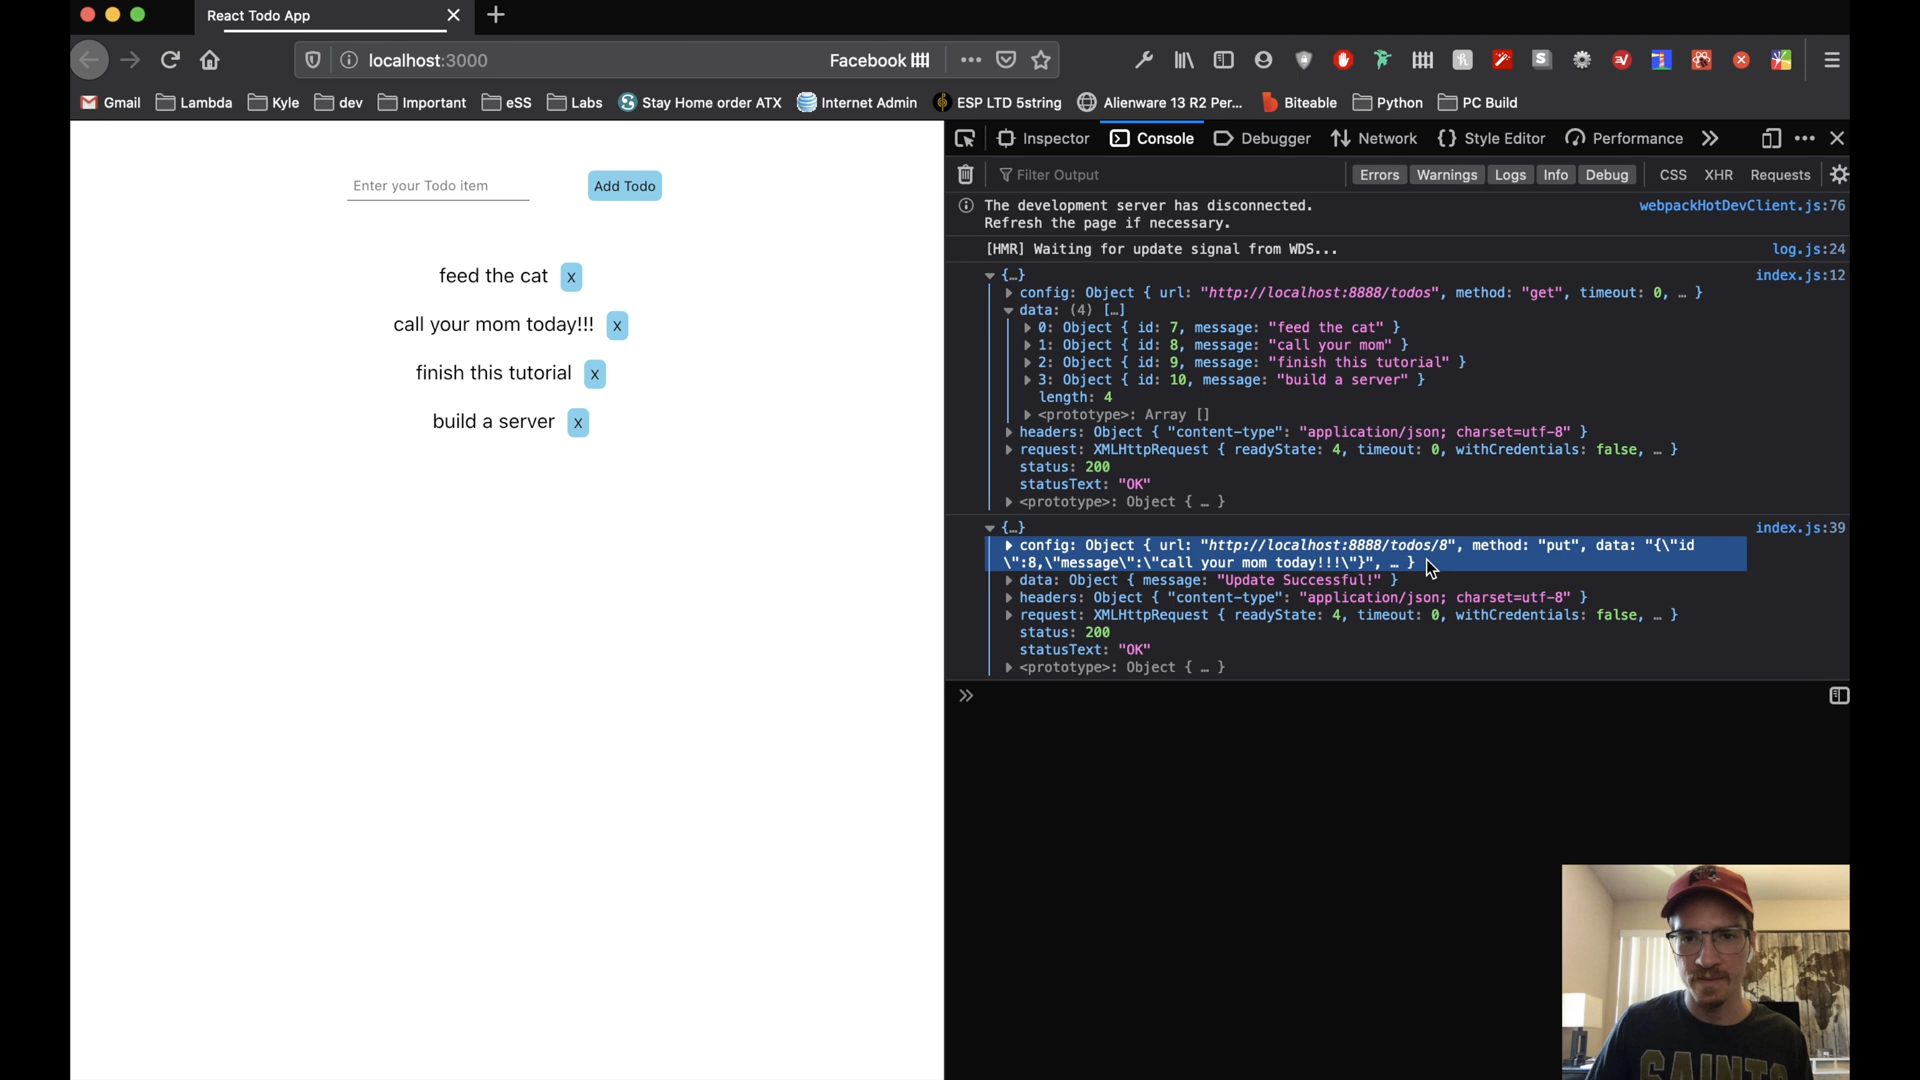 React Todo App
localhost:3000
Facebook
Gmail
Lambda
Kyle
dev
Important
eSS
Labs
Stay Home order ATX
Internet Admin
ESP LTD 5string
Alienware 13 R2 Per...
Biteable
Python
PC Build
Enter your Todo item
Add Todo
feed the cat x
call your mom today!!! x
finish this tutorial x
build a server x
Inspector
Console
Debugger
Network
Style Editor
Performance
Filter Output
Errors
Warnings
Logs
Info
Debug
CSS
XHR
Requests
The development server has disconnected. webpackHotDevClient.js:76
Refresh the page if necessary.
[HMR] Waiting for update signal from WDS... log.js:24
{…} index.js:12
config: Object { url: "http://localhost:8888/todos", method: "get", timeout: 0, … }
data: (4) […]
0: Object { id: 7, message: "feed the cat" }
1: Object { id: 8, message: "call your mom" }
2: Object { id: 9, message: "finish this tutorial" }
3: Object { id: 10, message: "build a server" }
length: 4
<prototype>: Array []
headers: Object { "content-type": "application/json; charset=utf-8" }
request: XMLHttpRequest { readyState: 4, timeout: 0, withCredentials: false, … }
status: 200
statusText: "OK"
<prototype>: Object { … }
{…} index.js:39
config: Object { url: "http://localhost:8888/todos/8", method: "put", data: "{\"id
\":8,\"message\":\"call your mom today!!!\"}", … }
data: Object { message: "Update Successful!" }
headers: Object { "content-type": "application/json; charset=utf-8" }
request: XMLHttpRequest { readyState: 4, timeout: 0, withCredentials: false, … }
status: 200
statusText: "OK"
<prototype>: Object { … }
SAINTS